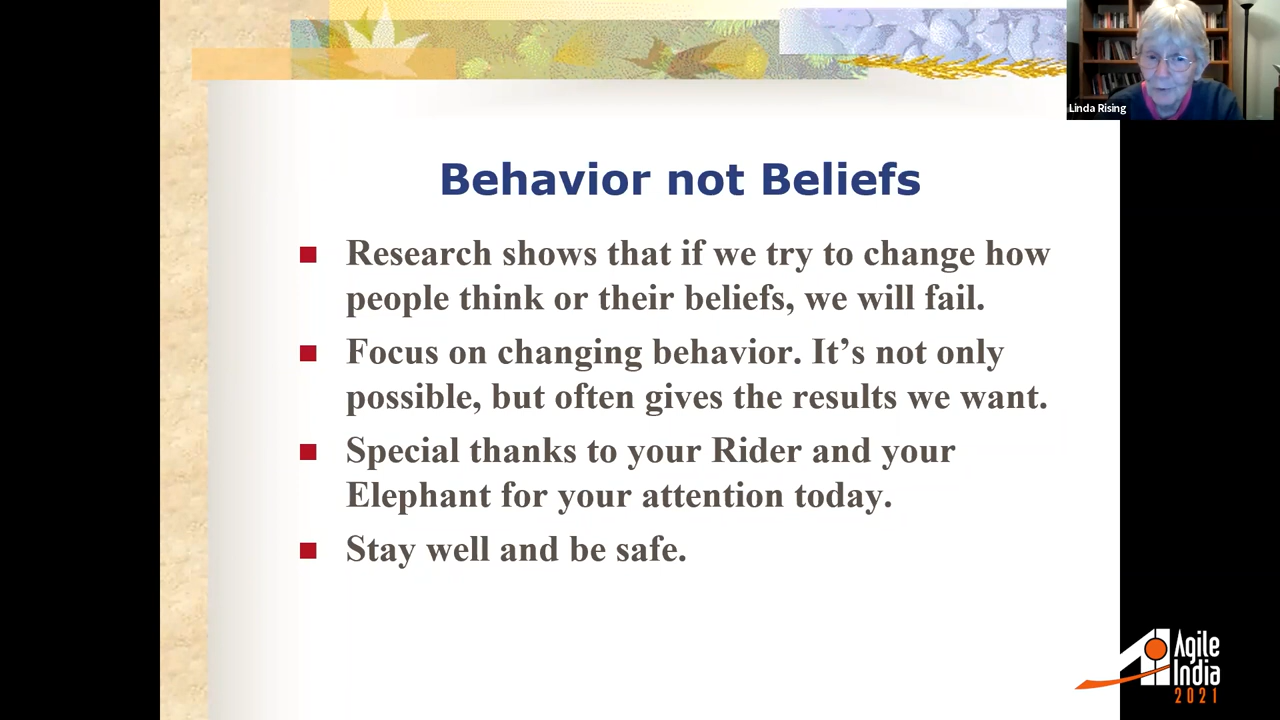 Linda Rising
Behavior not Beliefs
Research shows that if we try to change how
people think or their beliefs, we will fail.
Focus on changing behavior. It’s not only
possible, but often gives the results we want.
Special thanks to your Rider and your
Elephant for your attention today.
Stay well and be safe.
Agile
India
2021